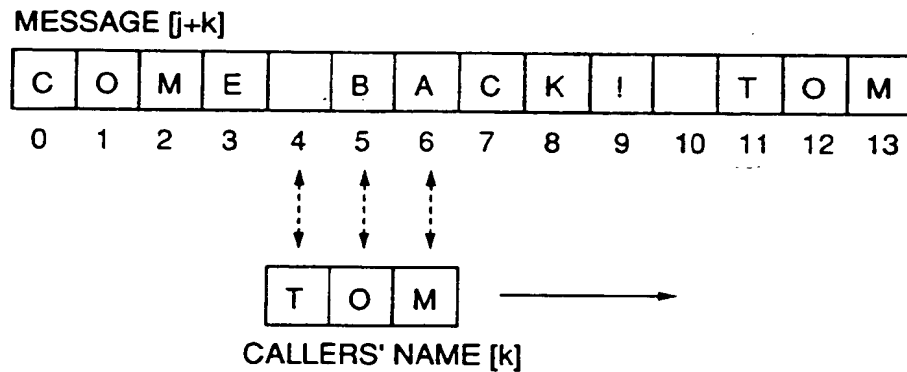 MESSAGE [j+k]
C O M E B A C K ! T O M
0 1 2 3 4 5 6 7 8 9 10 11 12 13
T O M
CALLERS' NAME [k]